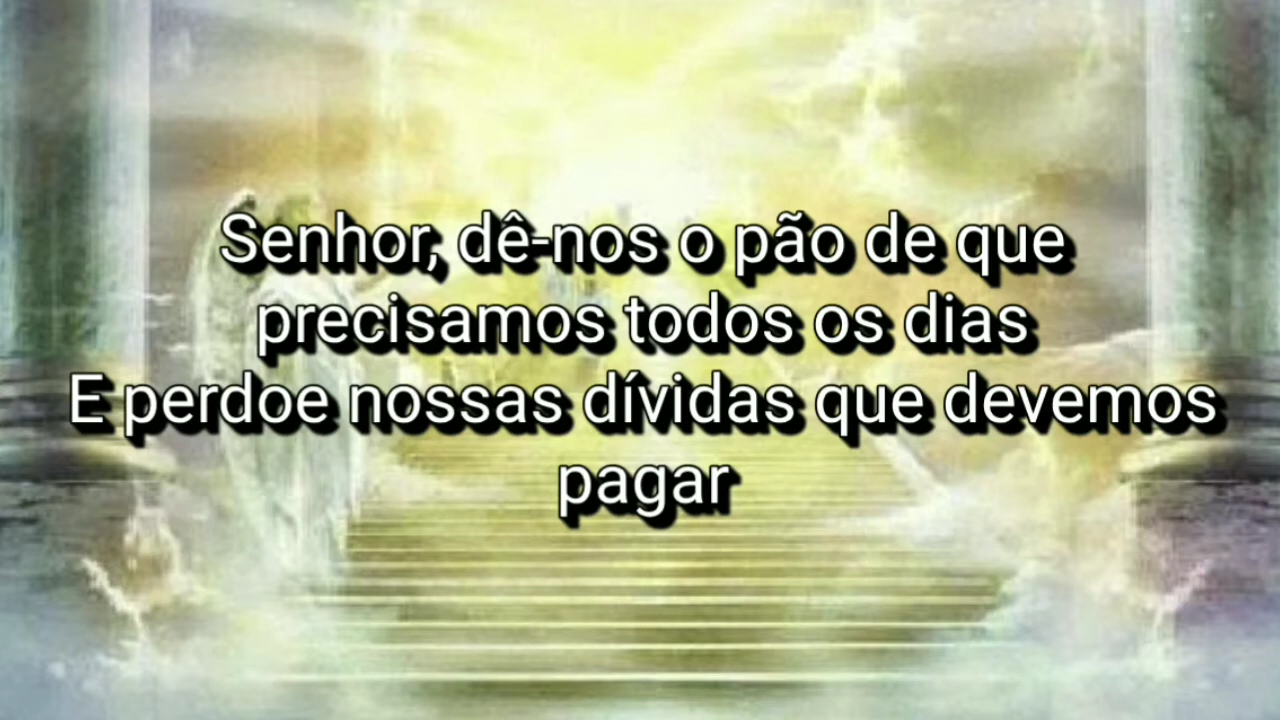 Senhor, dê-nos o pão de que
precisamos todos os dias
E perdoe nossas dívidas que devemos
pagar